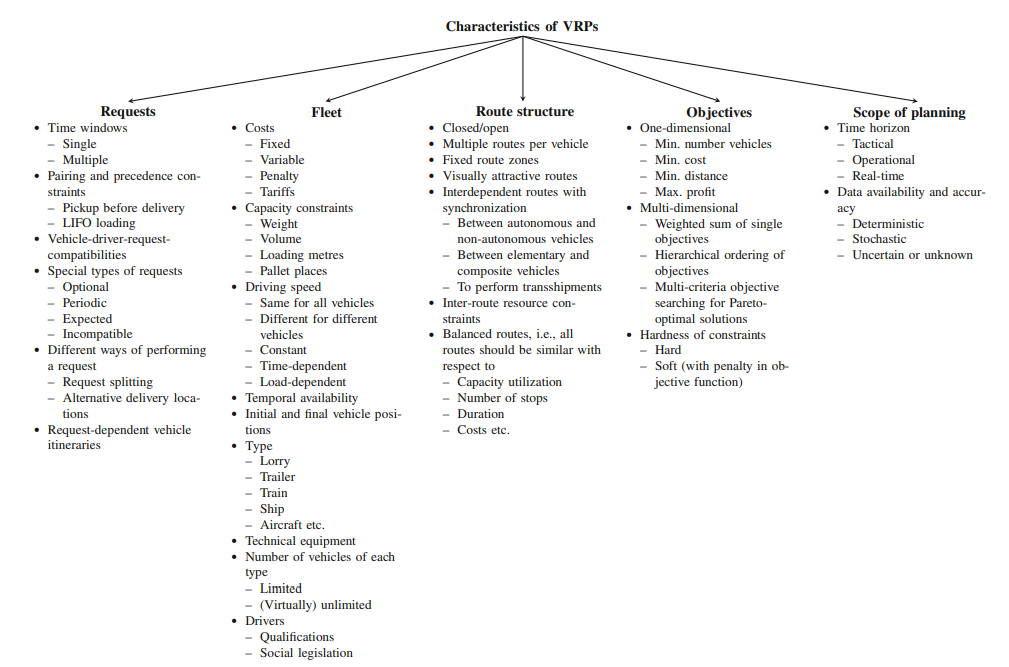 Characteristics of VRPs
Requests
• Time windows
– Single
– Multiple
• Pairing and precedence con-
straints
– Pickup before delivery
– LIFO loading
• Vehicle-driver-request-
compatibilities
• Special types of requests
– Optional
– Periodic
– Expected
– Incompatible
• Different ways of performing
a request
– Request splitting
– Alternative delivery loca-
tions
• Request-dependent vehicle
itineraries
Fleet
• Costs
– Fixed
– Variable
– Penalty
– Tariffs
• Capacity constraints
– Weight
– Volume
– Loading metres
– Pallet places
• Driving speed
– Same for all vehicles
– Different for different
vehicles
– Constant
– Time-dependent
– Load-dependent
• Temporal availability
• Initial and final vehicle posi-
tions
• Type
– Lorry
– Trailer
– Train
– Ship
– Aircraft etc.
• Technical equipment
• Number of vehicles of each
type
– Limited
– (Virtually) unlimited
• Drivers
– Qualifications
– Social legislation
Route structure
• Closed/open
• Multiple routes per vehicle
• Fixed route zones
• Visually attractive routes
• Interdependent routes with
synchronization
– Between autonomous and
non-autonomous vehicles
– Between elementary and
composite vehicles
– To perform transshipments
• Inter-route resource con-
straints
• Balanced routes, i.e., all
routes should be similar with
respect to
– Capacity utilization
– Number of stops
– Duration
– Costs etc.
Objectives
• One-dimensional
– Min. number vehicles
– Min. cost
– Min. distance
– Max. profit
• Multi-dimensional
– Weighted sum of single
objectives
– Hierarchical ordering of
objectives
– Multi-criteria objective
searching for Pareto-
optimal solutions
• Hardness of constraints
– Hard
– Soft (with penalty in ob-
jective function)
Scope of planning
• Time horizon
– Tactical
– Operational
– Real-time
• Data availability and accur-
acy
– Deterministic
– Stochastic
– Uncertain or unknown